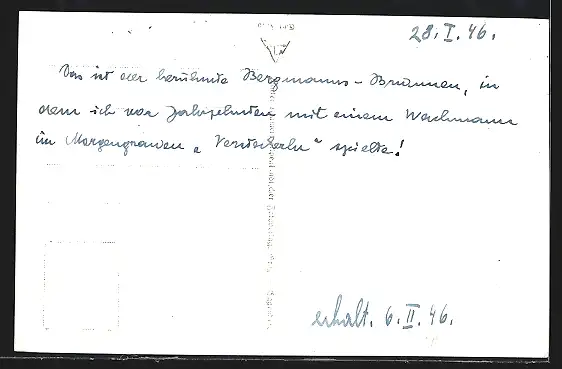 28. I. 46.
Das ist der berühmte Bergmanns-Brunnen, in
dem ich vor Jahrzehnten mit einem Wachmann
im Morgengrauen „Versteckerln“ spielte!
erhalt. 6. II. 46.